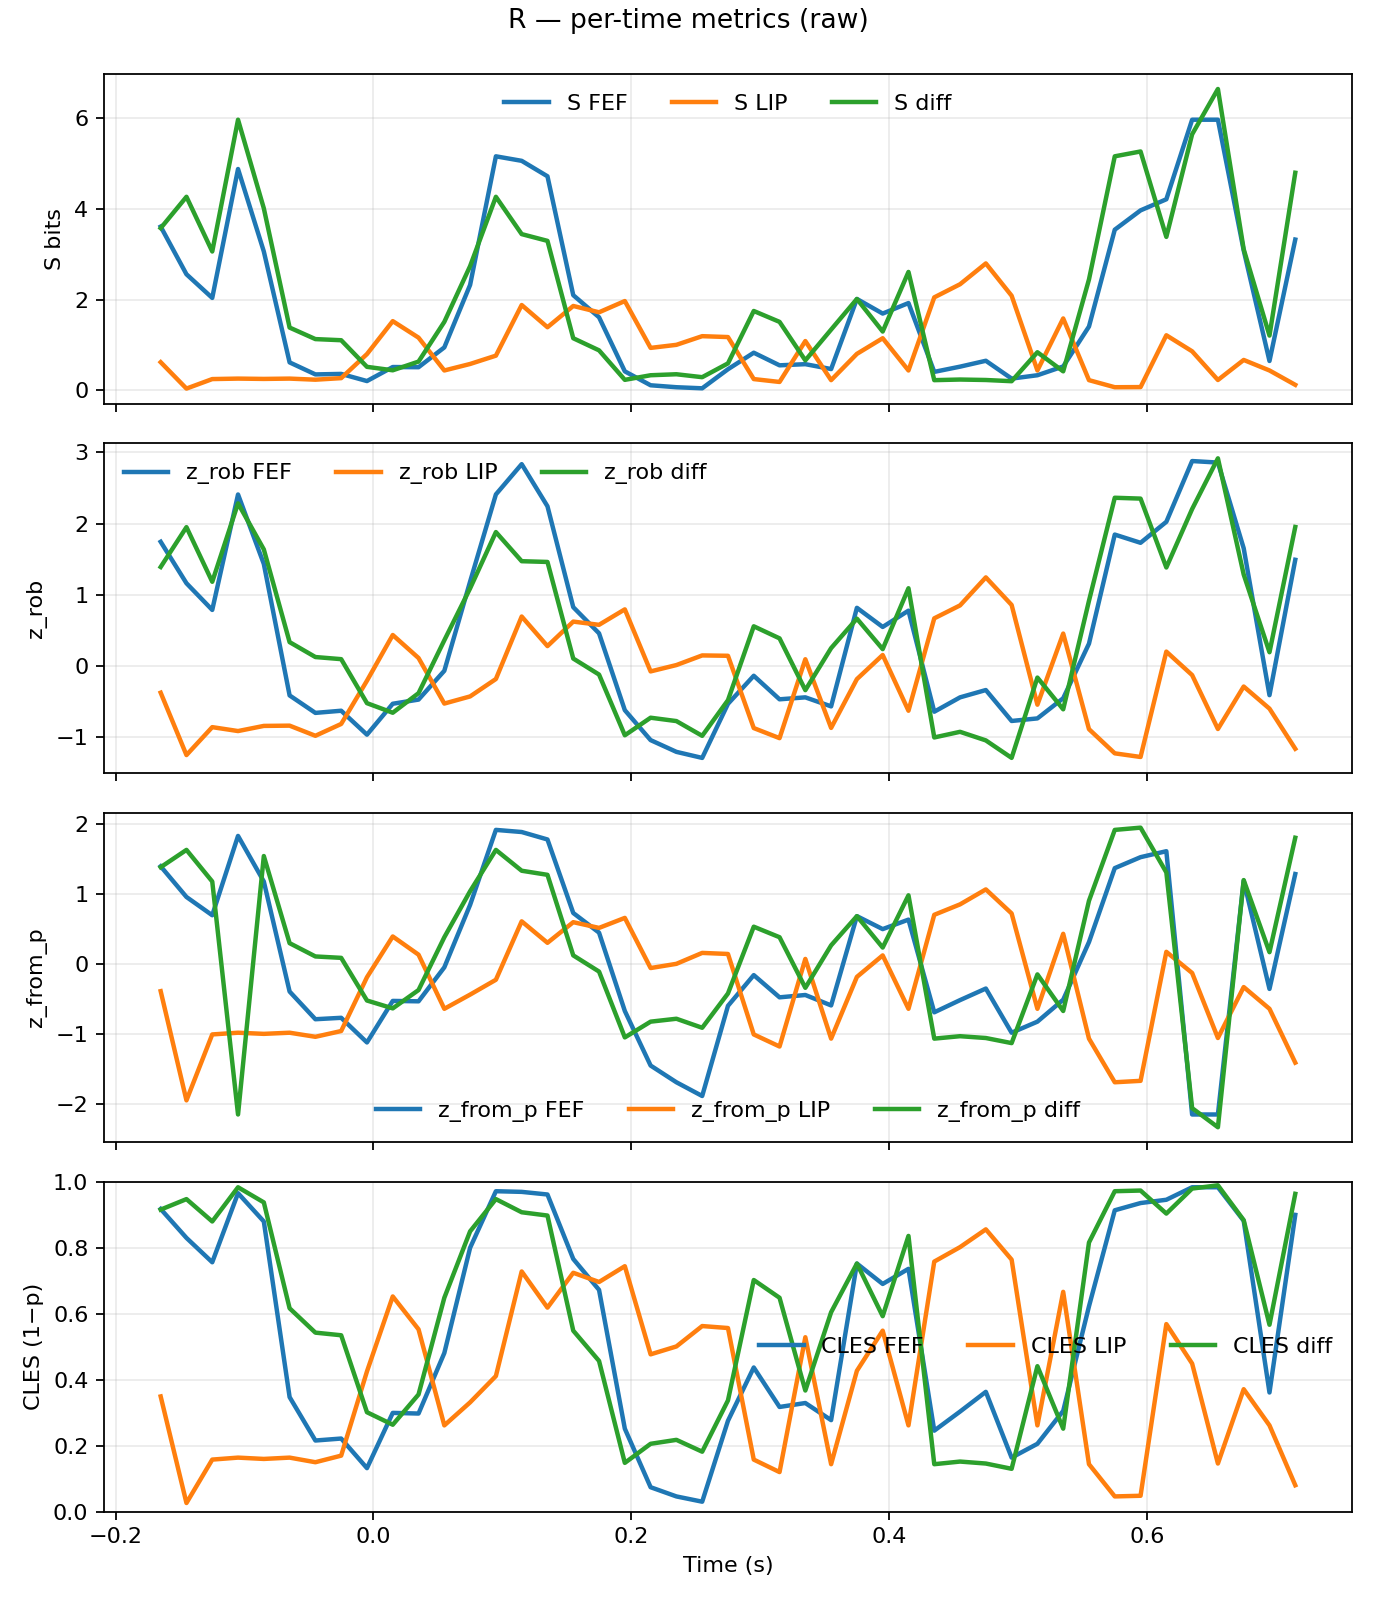 R — per-time metrics (raw)
S FEF S LIP S diff
6
4
2
0
S bits
z_rob FEF z_rob LIP z_rob diff
3
2
1
0
−1
z_rob
2
1
0
−1
−2
z_from_p
z_from_p FEF z_from_p LIP z_from_p diff
1.0
0.8
0.6
0.4
0.2
0.0
CLES (1−p)
CLES FEF CLES LIP CLES diff
−0.2 0.0 0.2 0.4 0.6
Time (s)